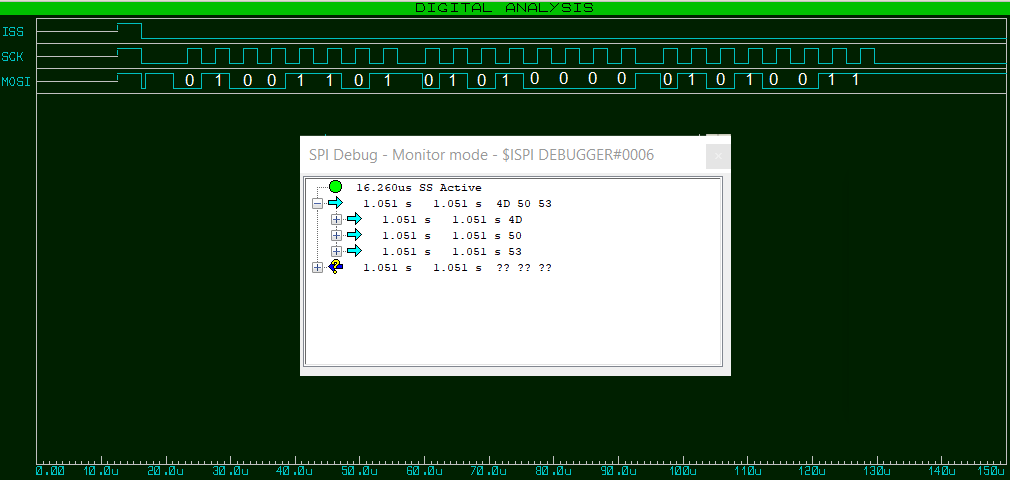 DIGITAL ANALYSIS
ISS
SCK
MOSI 0 1 0 0 1 1 0 1 0 1 0 1 0 0 0 0 0 1 0 1 0 0 1 1
SPI Debug - Monitor mode - $ISPI DEBUGGER#0006
16.260us SS Active
1.051 s 1.051 s 4D 50 53
1.051 s 1.051 s 4D
1.051 s 1.051 s 50
1.051 s 1.051 s 53
1.051 s 1.051 s ?? ?? ??
0.00 10.0u 20.0u 30.0u 40.0u 50.0u 60.0u 70.0u 80.0u 90.0u 100u 110u 120u 130u 140u 150u